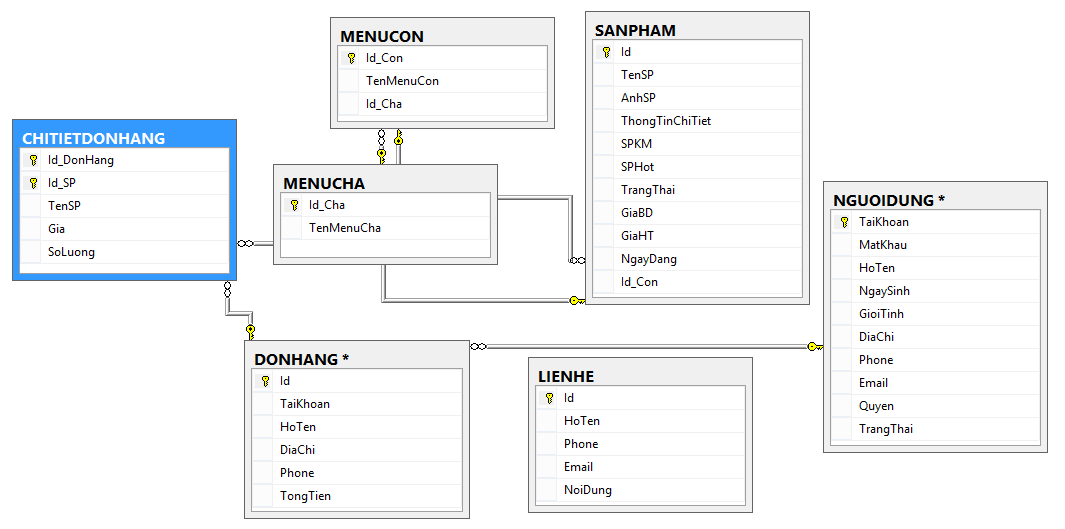 MENUCON
Id_Con
TenMenuCon
Id_Cha
SANPHAM
Id
TenSP
AnhSP
ThongTinChiTiet
SPKM
SPHot
TrangThai
GiaBD
GiaHT
NgayDang
Id_Con
CHITIETDONHANG
Id_DonHang
Id_SP
TenSP
Gia
SoLuong
MENUCHA
Id_Cha
TenMenuCha
NGUOIDUNG *
TaiKhoan
MatKhau
HoTen
NgaySinh
GioiTinh
DiaChi
Phone
Email
Quyen
TrangThai
DONHANG *
Id
TaiKhoan
HoTen
DiaChi
Phone
TongTien
LIENHE
Id
HoTen
Phone
Email
NoiDung